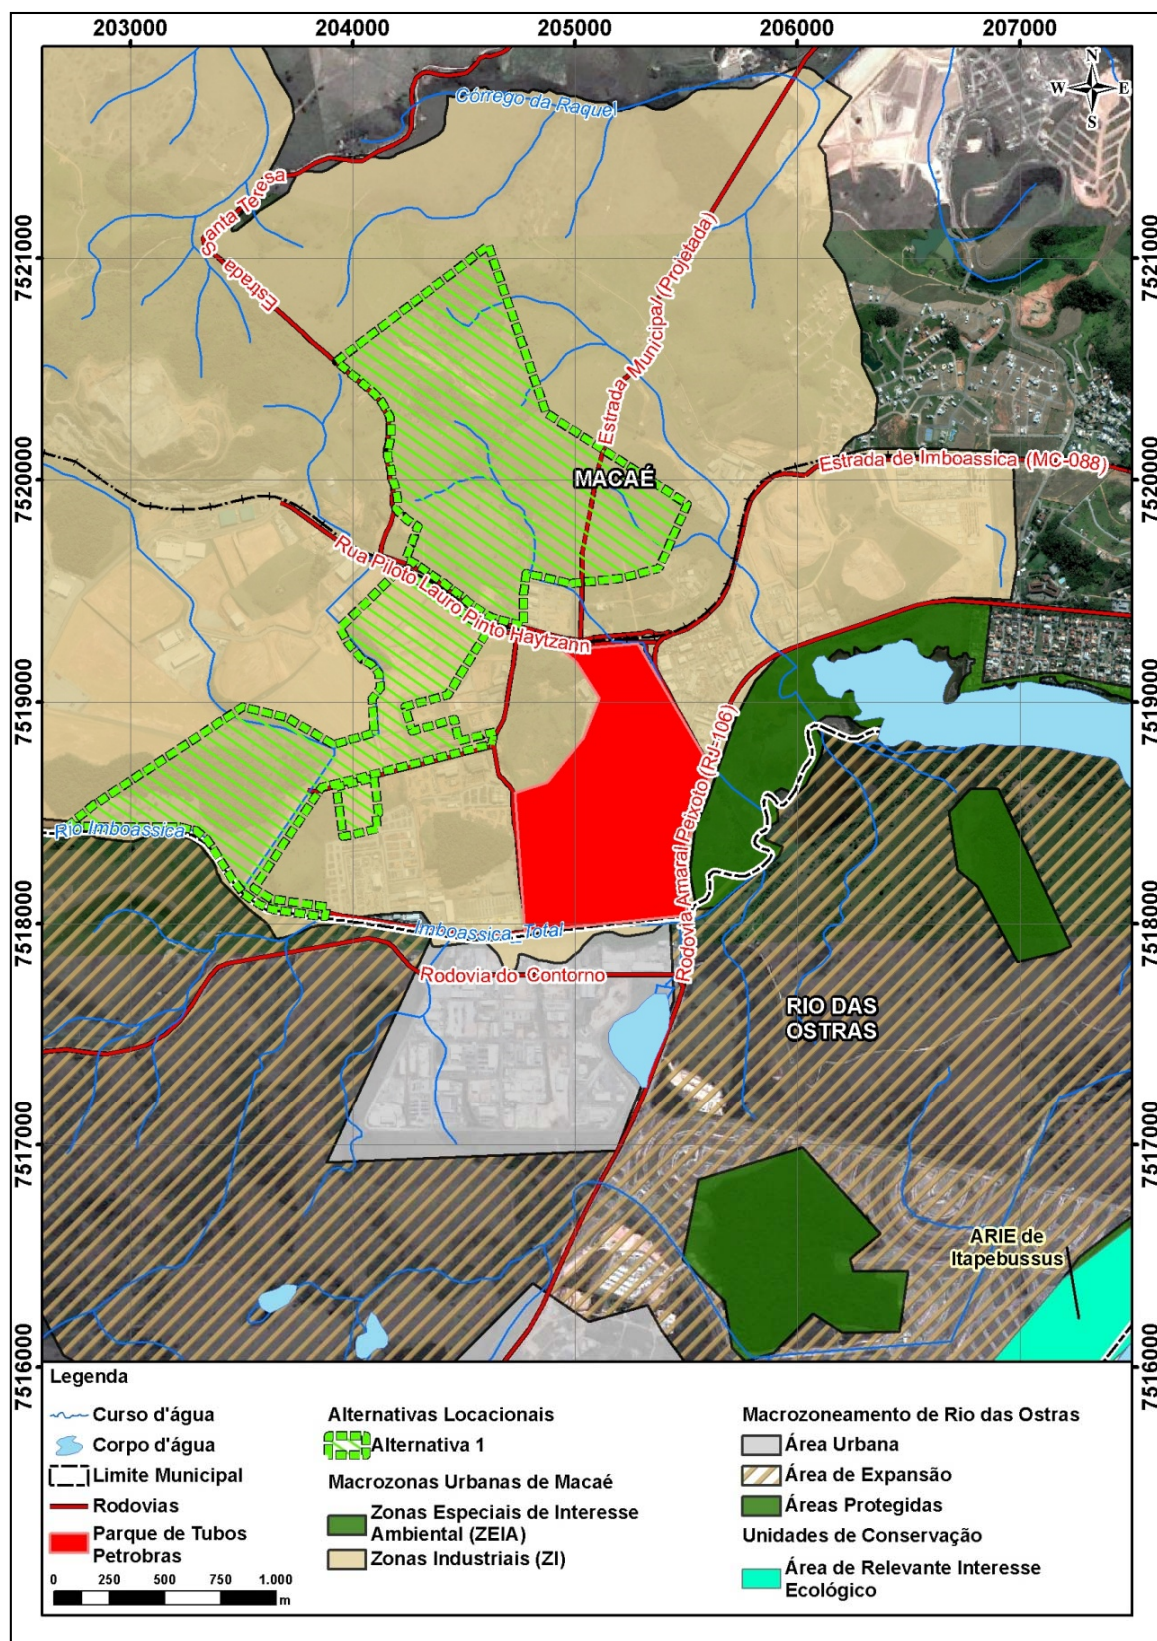 203000 204000 205000 206000 207000
N
W E
S
Córrego da Raquel
Estrada Santa Teresa
Estrada Municipal (Projetada)
7521000 7521000
Estrada de Imboassica (MC-088)
MACAÉ
7520000 7520000
Rua Piloto Lauro Pinto Haytzann
7519000 7519000
Rodovia Amaral Peixoto (RJ-106)
Rio Imboassica
7518000 7518000
Imboassica_Total
Rodovia do Contorno
RIO DAS
OSTRAS
7517000 7517000
ARIE de
Itapebussus
7516000 7516000
Legenda
Curso d'água
Corpo d'água
Limite Municipal
Rodovias
Parque de Tubos
Petrobras
0 250 500 750 1.000
m
Alternativas Locacionais
Alternativa 1
Macrozonas Urbanas de Macaé
Zonas Especiais de Interesse
Ambiental (ZEIA)
Zonas Industriais (ZI)
Macrozoneamento de Rio das Ostras
Área Urbana
Área de Expansão
Áreas Protegidas
Unidades de Conservação
Área de Relevante Interesse
Ecológico